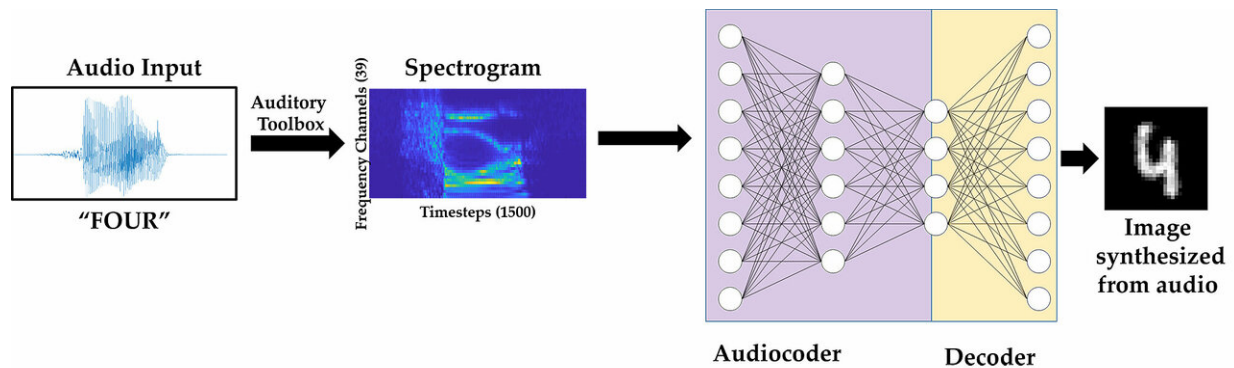 Audio Input
“FOUR”
Auditory
Toolbox
Spectrogram
Frequency Channels (39)
Timesteps (1500)
Audiocoder
Decoder
Image
synthesized
from audio